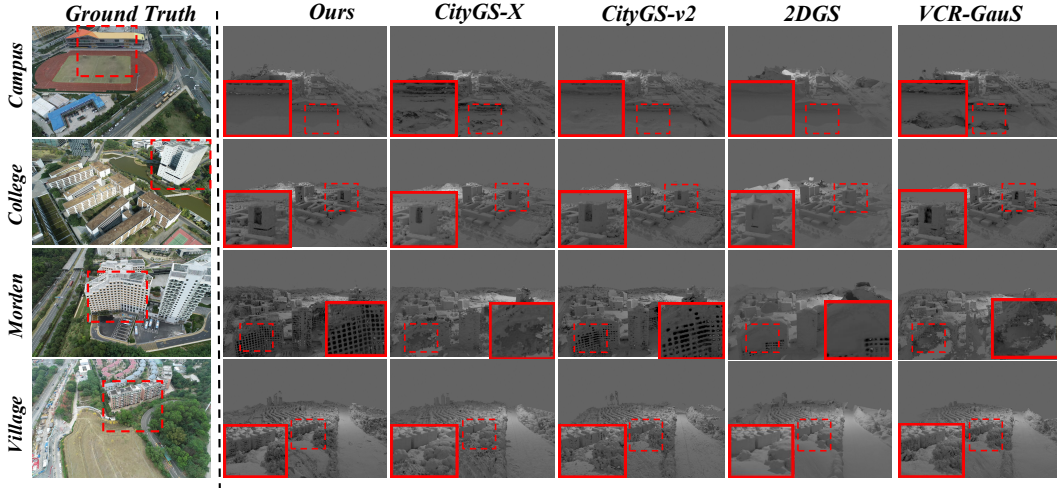 Ground Truth Ours CityGS-X CityGS-v2 2DGS VCR-GauS
Campus
College
Morden
Village